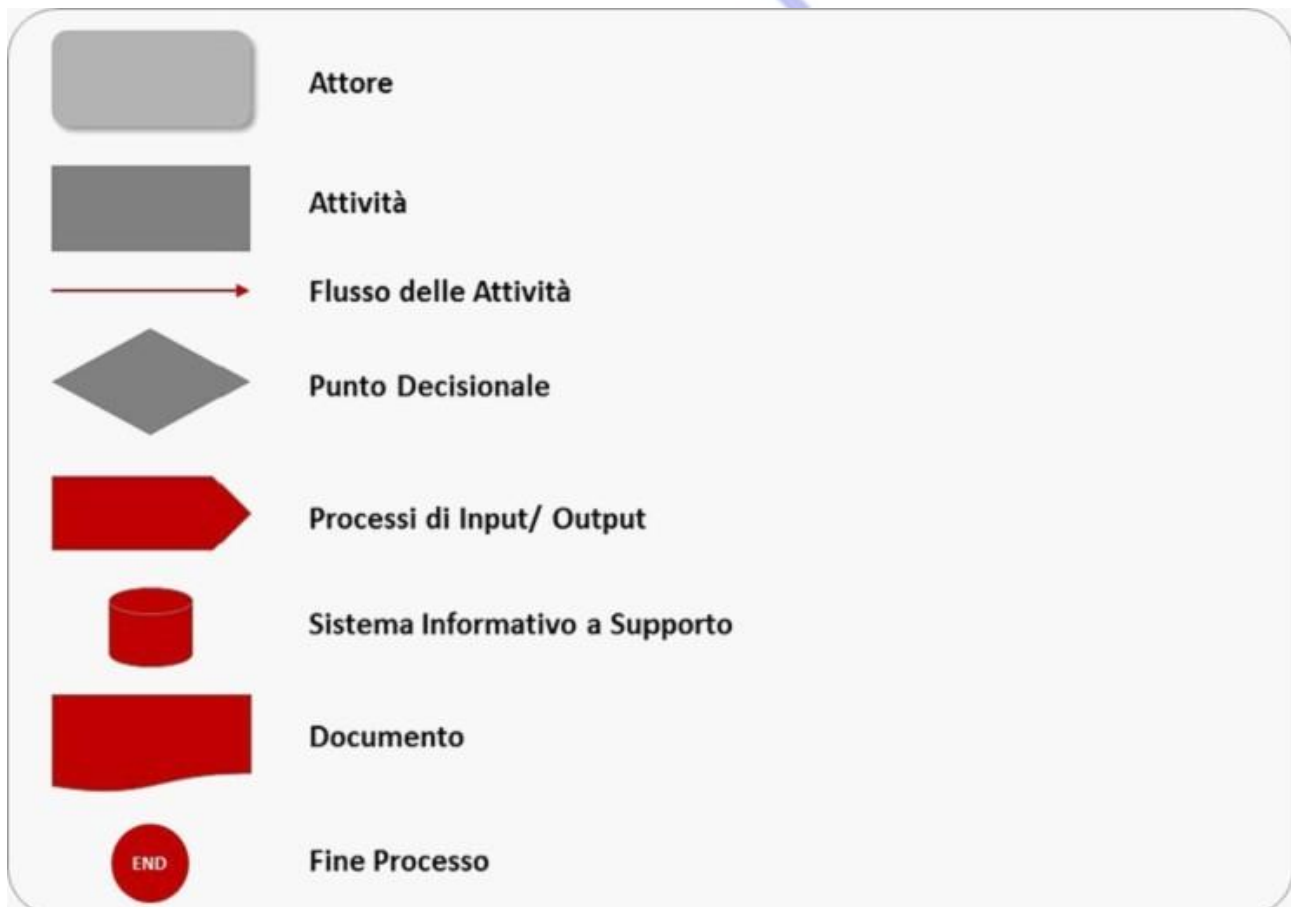 Attore
Attività
Flusso delle Attività
Punto Decisionale
Processi di Input/ Output
Sistema Informativo a Supporto
Documento
END
Fine Processo